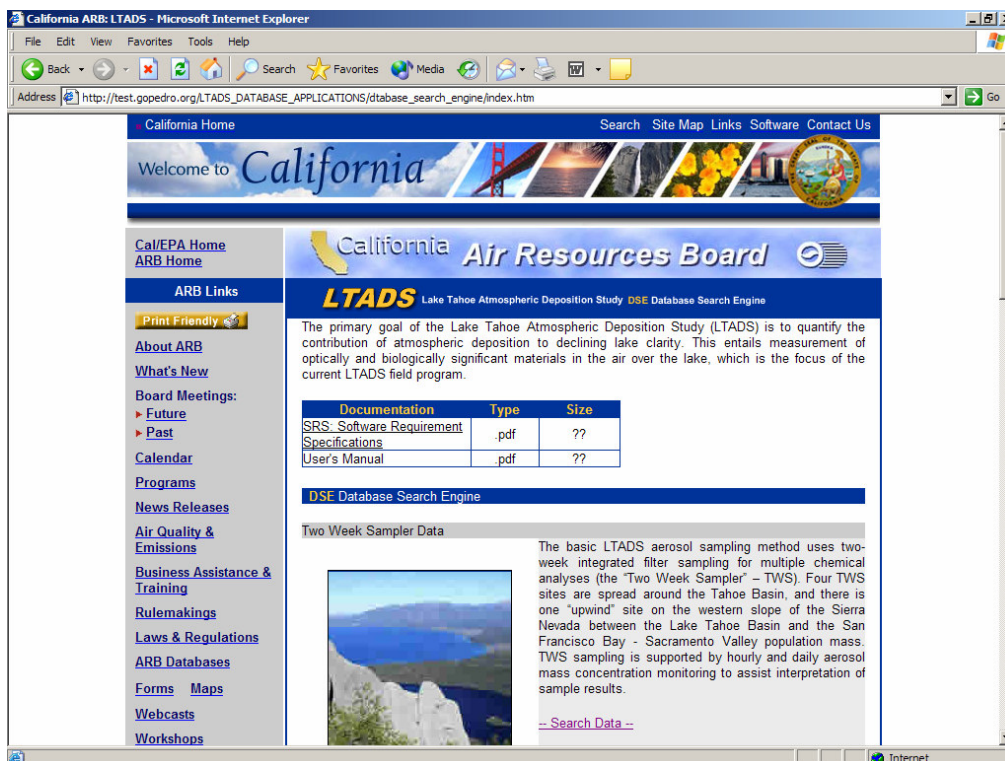 California ARB: LTADS - Microsoft Internet Explorer
File Edit View Favorites Tools Help
Back Search Favorites Media
Address http://test.gopedro.org/LTADS_DATABASE_APPLICATIONS/dtabase_search_engine/index.htm Go
California Home Search Site Map Links Software Contact Us
Welcome to California
Cal/EPA Home
ARB Home
ARB Links
Print Friendly
About ARB
What's New
Board Meetings:
Future
Past
Calendar
Programs
News Releases
Air Quality &
Emissions
Business Assistance &
Training
Rulemakings
Laws & Regulations
ARB Databases
Forms Maps
Webcasts
Workshops
California Air Resources Board
LTADS Lake Tahoe Atmospheric Deposition Study DSE Database Search Engine
The primary goal of the Lake Tahoe Atmospheric Deposition Study (LTADS) is to quantify the
contribution of atmospheric deposition to declining lake clarity. This entails measurement of
optically and biologically significant materials in the air over the lake, which is the focus of the
current LTADS field program.
Documentation Type Size
SRS: Software Requirement
Specifications .pdf ??
User's Manual .pdf ??
DSE Database Search Engine
Two Week Sampler Data
The basic LTADS aerosol sampling method uses two-
week integrated filter sampling for multiple chemical
analyses (the "Two Week Sampler" – TWS). Four TWS
sites are spread around the Tahoe Basin, and there is
one "upwind" site on the western slope of the Sierra
Nevada between the Lake Tahoe Basin and the San
Francisco Bay - Sacramento Valley population mass.
TWS sampling is supported by hourly and daily aerosol
mass concentration monitoring to assist interpretation of
sample results.
-- Search Data --
Internet